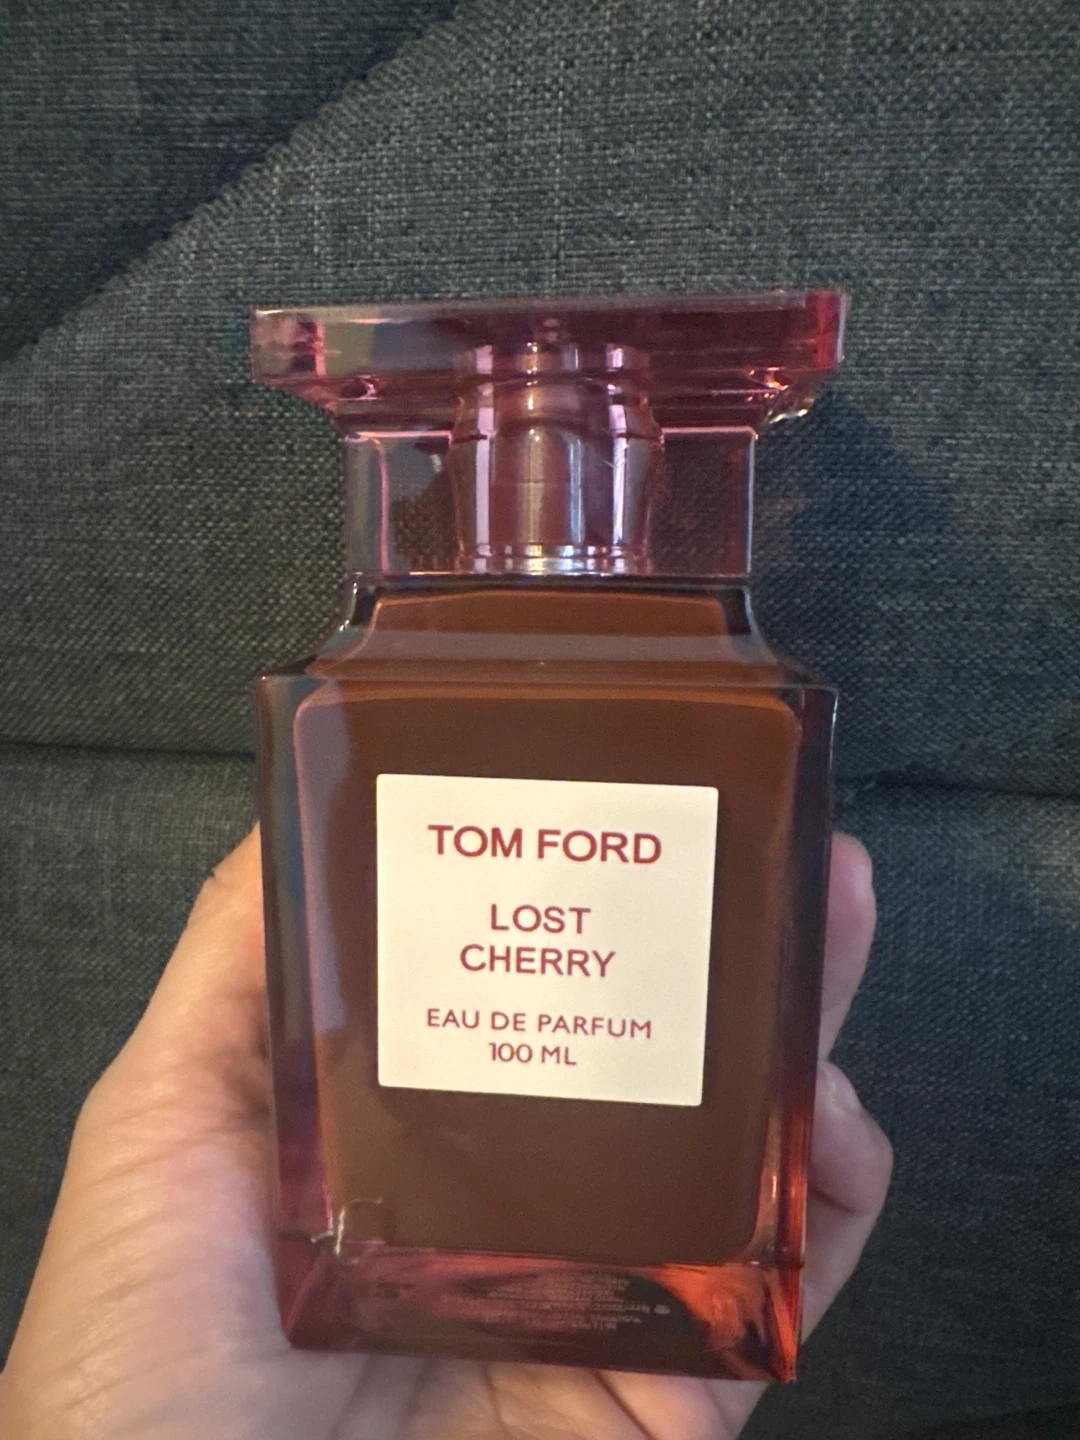 TOM FORD
LOST
CHERRY
EAU DE PARFUM
100 ML